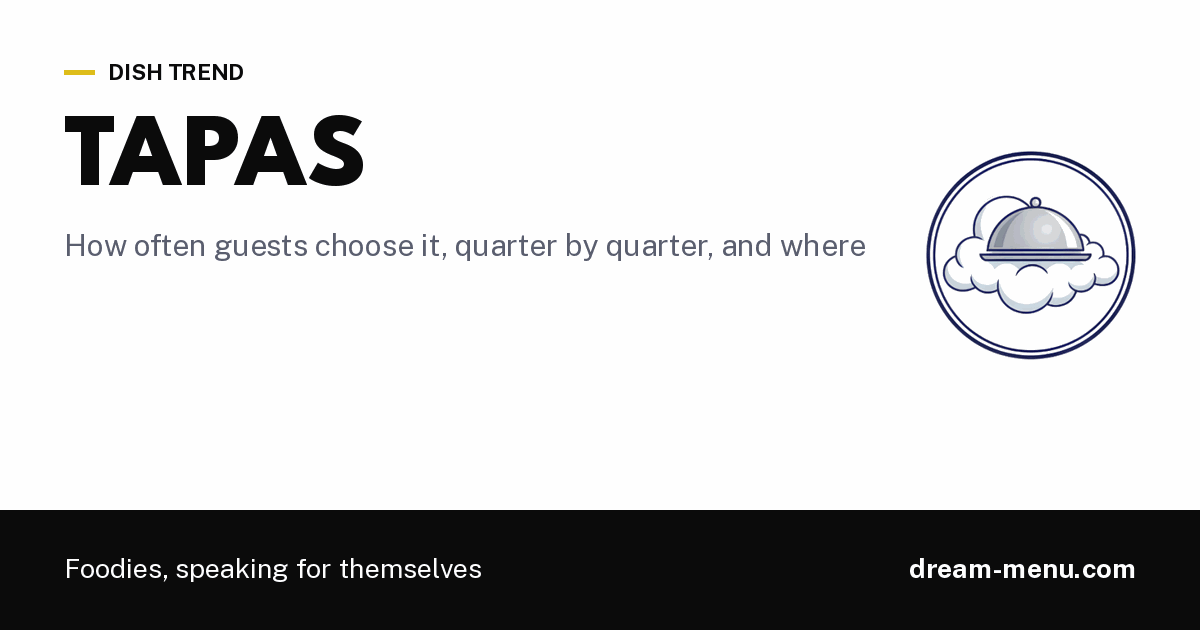 DISH TREND
TAPAS
How often guests choose it, quarter by quarter, and where
Foodies, speaking for themselves
dream-menu.com